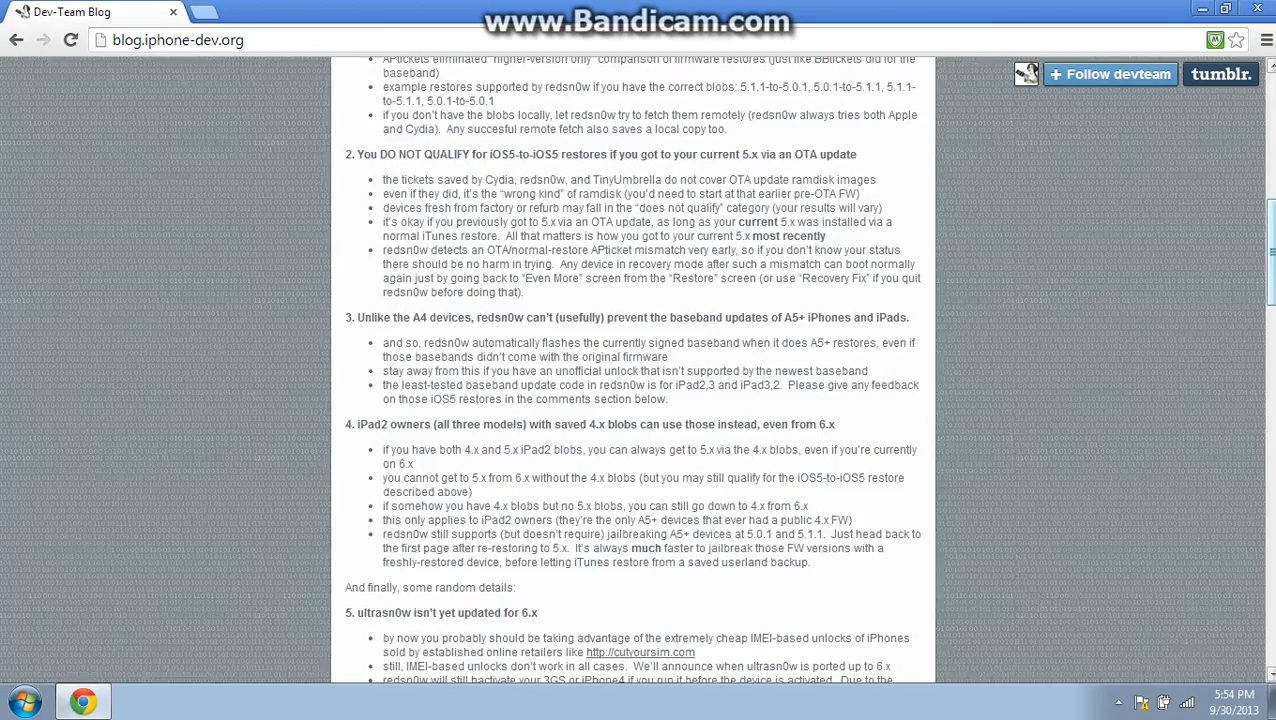 Dev-Team Blog
www.Bandicam.com
blog.iphone-dev.org
Follow devteam
tumblr.
APtickets eliminated "higher-version only" comparison of firmware restores (just like BBtickets did for the
baseband)
example restores supported by redsn0w if you have the correct blobs: 5.1.1-to-5.0.1, 5.0.1-to-5.1.1, 5.1.1-
to-5.1.1, 5.0.1-to-5.0.1
if you don't have the blobs locally, let redsn0w try to fetch them remotely (redsn0w always tries both Apple
and Cydia). Any succesful remote fetch also saves a local copy too.
2. You DO NOT QUALIFY for iOS5-to-iOS5 restores if you got to your current 5.x via an OTA update
the tickets saved by Cydia, redsn0w, and TinyUmbrella do not cover OTA update ramdisk images
even if they did, it's the "wrong kind" of ramdisk (you'd need to start at that earlier pre-OTA FW)
devices fresh from factory or refurb may fall in the "does not qualify" category (your results will vary)
it's okay if you previously got to 5.x via an OTA update, as long as your current 5.x was installed via a
normal iTunes restore. All that matters is how you got to your current 5.x most recently
redsn0w detects an OTA/normal-restore APticket mismatch very early, so if you don't know your status
there should be no harm in trying. Any device in recovery mode after such a mismatch can boot normally
again just by going back to "Even More" screen from the "Restore" screen (or use "Recovery Fix" if you quit
redsn0w before doing that).
3. Unlike the A4 devices, redsn0w can't (usefully) prevent the baseband updates of A5+ iPhones and iPads.
and so, redsn0w automatically flashes the currently signed baseband when it does A5+ restores, even if
those basebands didn't come with the original firmware
stay away from this if you have an unofficial unlock that isn't supported by the newest baseband
the least-tested baseband update code in redsn0w is for iPad2,3 and iPad3,2. Please give any feedback
on those iOS5 restores in the comments section below.
4. iPad2 owners (all three models) with saved 4.x blobs can use those instead, even from 6.x
if you have both 4.x and 5.x iPad2 blobs, you can always get to 5.x via the 4.x blobs, even if you're currently
on 6.x
you cannot get to 5.x from 6.x without the 4.x blobs (but you may still qualify for the iOS5-to-iOS5 restore
described above)
if somehow you have 4.x blobs but no 5.x blobs, you can still go down to 4.x from 6.x
this only applies to iPad2 owners (they're the only A5+ devices that ever had a public 4.x FW)
redsn0w still supports (but doesn't require) jailbreaking A5+ devices at 5.0.1 and 5.1.1. Just head back to
the first page after re-restoring to 5.x. It's always much faster to jailbreak those FW versions with a
freshly-restored device, before letting iTunes restore from a saved userland backup.
And finally, some random details:
5. ultrasn0w isn't yet updated for 6.x
by now you probably should be taking advantage of the extremely cheap IMEI-based unlocks of iPhones
sold by established online retailers like http://cutyoursim.com
still, IMEI-based unlocks don't work in all cases. We'll announce when ultrasn0w is ported up to 6.x
redsn0w will still hactivate your 3GS or iPhone4 if you run it before the device is activated. Due to the
5:54 PM
9/30/2013